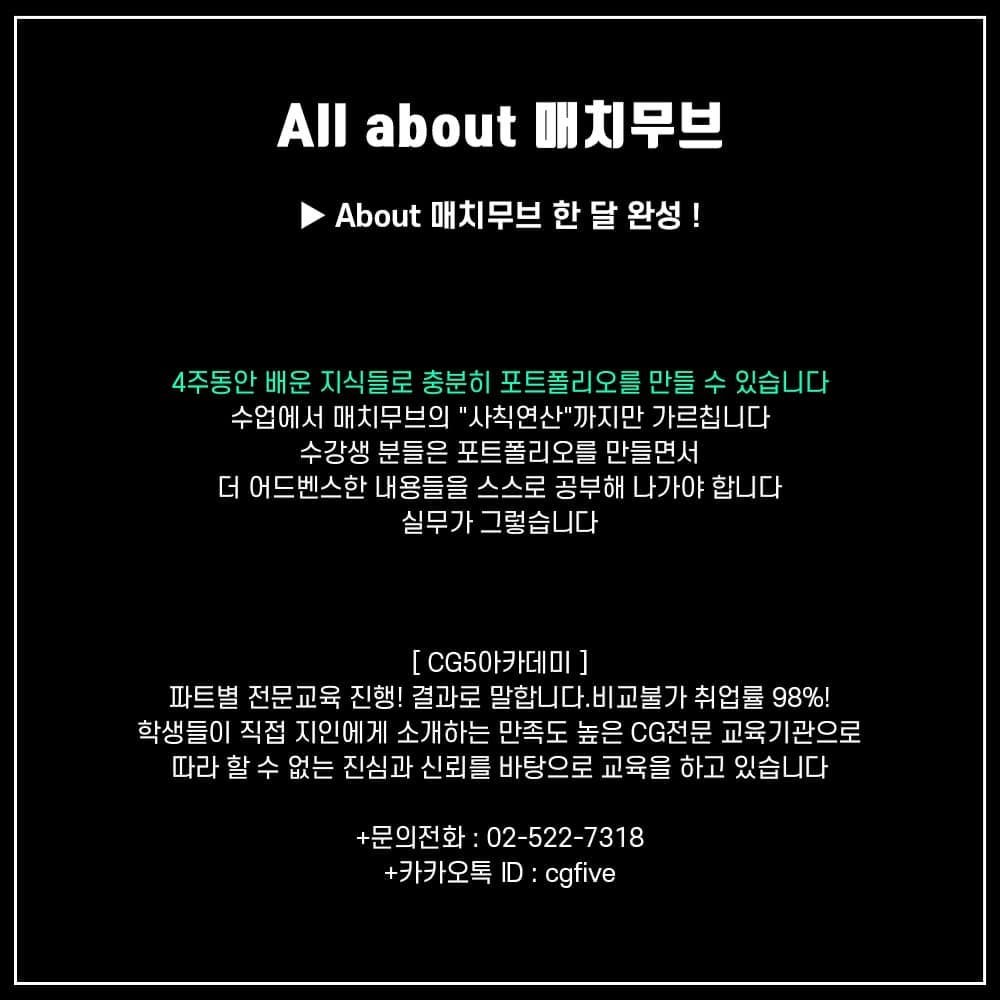 All about 매치무브
▶ About 매치무브 한 달 완성 !
4주동안 배운 지식들로 충분히 포트폴리오를 만들 수 있습니다
수업에서 매치무브의 "사칙연산"까지만 가르칩니다
수강생 분들은 포트폴리오를 만들면서
더 어드벤스한 내용들을 스스로 공부해 나가야 합니다
실무가 그렇습니다
[ CG5아카데미 ]
파트별 전문교육 진행! 결과로 말합니다.비교불가 취업률 98%!
학생들이 직접 지인에게 소개하는 만족도 높은 CG전문 교육기관으로
따라 할 수 없는 진심과 신뢰를 바탕으로 교육을 하고 있습니다
+문의전화 : 02-522-7318
+카카오톡 ID : cgfive